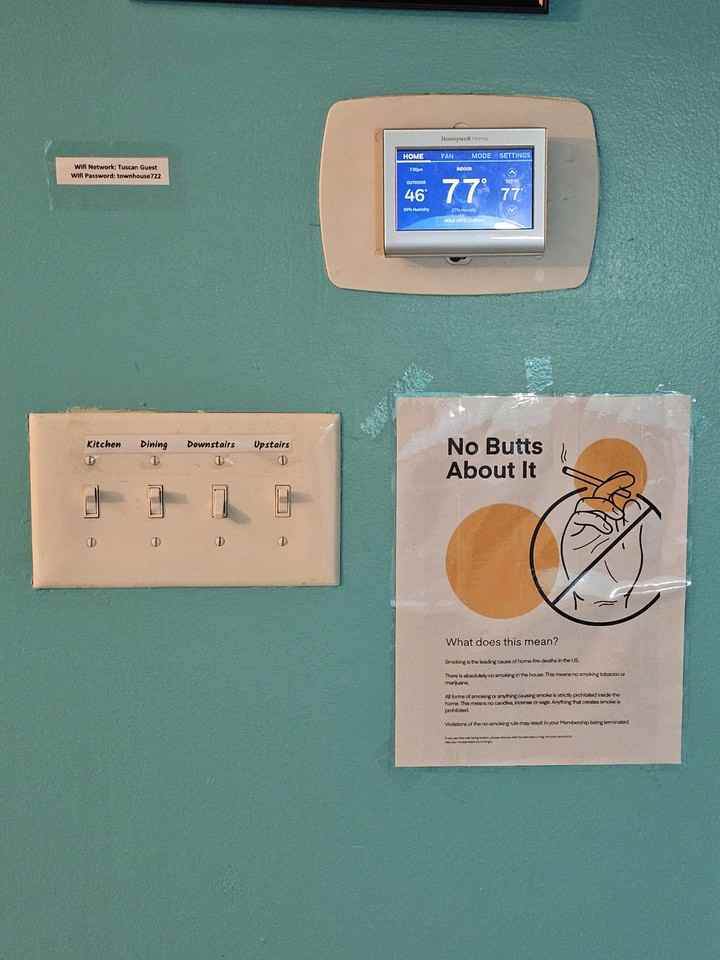 Wifi Network: Tuscan Guest
Wifi Password: townhouse722
Honeywell Home
HOME FAN MODE SETTINGS
7:50pm
INDOOR
OUTDOOR
46°
77°
77°
Humidity
Kitchen Dining Downstairs Upstairs
No Butts
About It
What does this mean?
Smoking is the leading cause of home fire deaths in the US.
There is absolutely no smoking in the house. This means no smoking tobacco or
marijuana.
All forms of smoking or anything causing smoke is strictly prohibited inside the
home. This means no candles, incense or sage. Anything that creates smoke is
prohibited.
Violations of the no-smoking rule may result in your Membership being terminated.